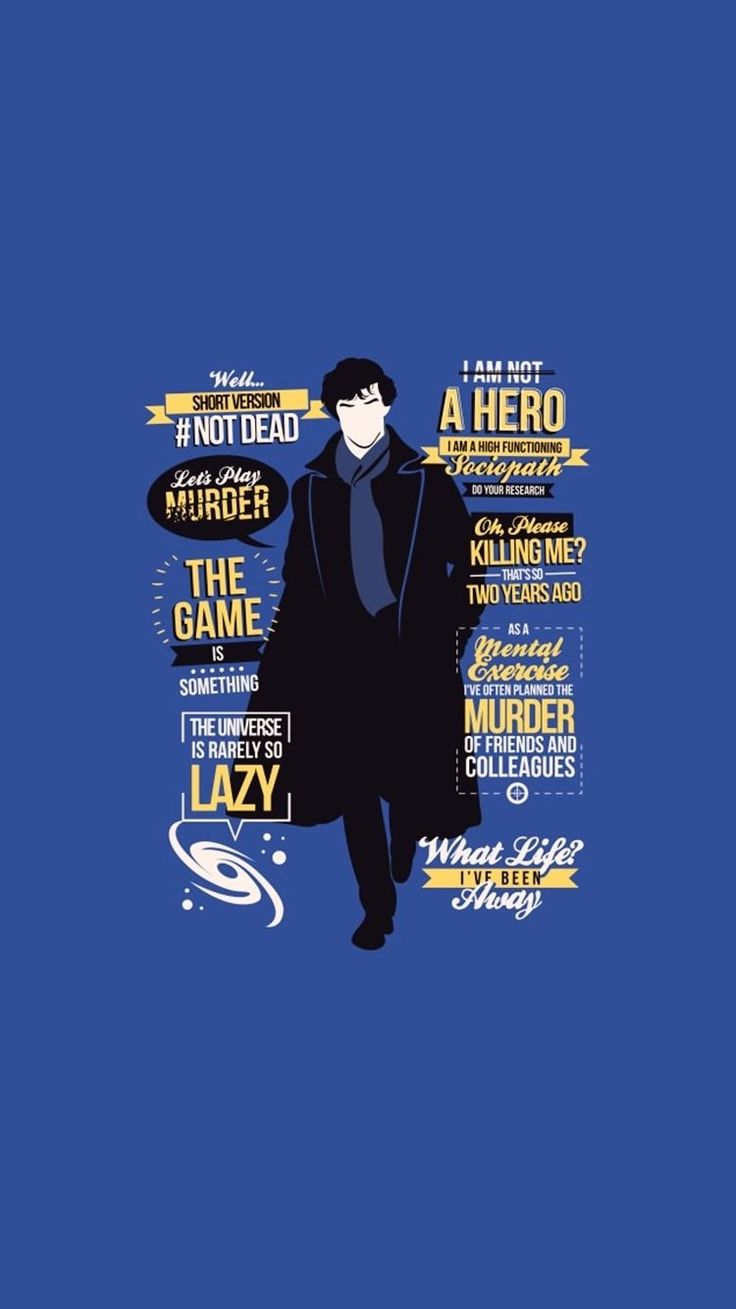 Well...
SHORT VERSION
#NOT DEAD
Let's Play
MURDER
THE
GAME
IS
SOMETHING
THE UNIVERSE
IS RARELY SO
LAZY
I AM NOT
A HERO
I AM A HIGH FUNCTIONING
Sociopath
DO YOUR RESEARCH
Oh, Please
KILLING ME?
THAT'S SO
TWO YEARS AGO
AS A
Mental
Exercise
I'VE OFTEN PLANNED THE
MURDER
OF FRIENDS AND
COLLEAGUES
What Life?
I'VE BEEN
Away